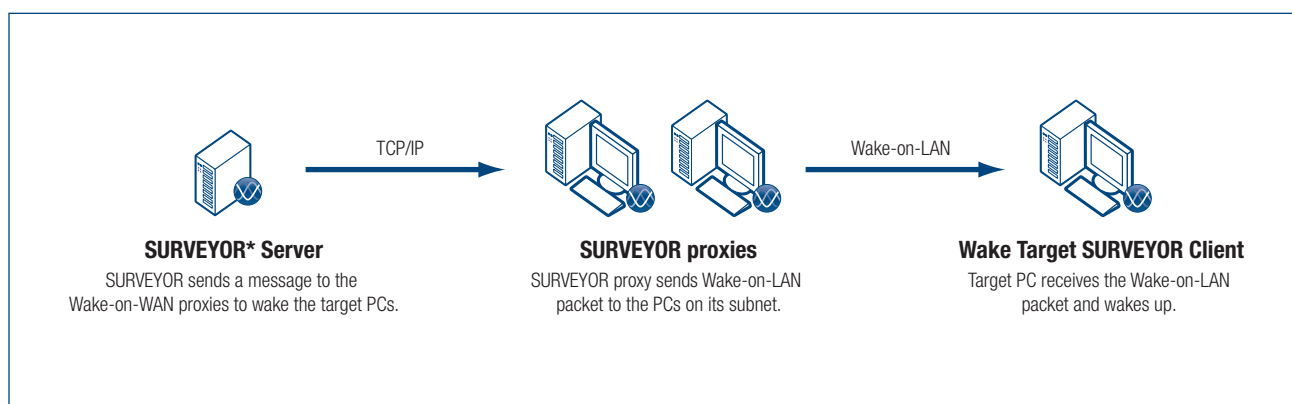 TCP/IP
Wake-on-LAN
SURVEYOR* Server
SURVEYOR sends a message to the
Wake-on-WAN proxies to wake the target PCs.
SURVEYOR proxies
SURVEYOR proxy sends Wake-on-LAN
packet to the PCs on its subnet.
Wake Target SURVEYOR Client
Target PC receives the Wake-on-LAN
packet and wakes up.